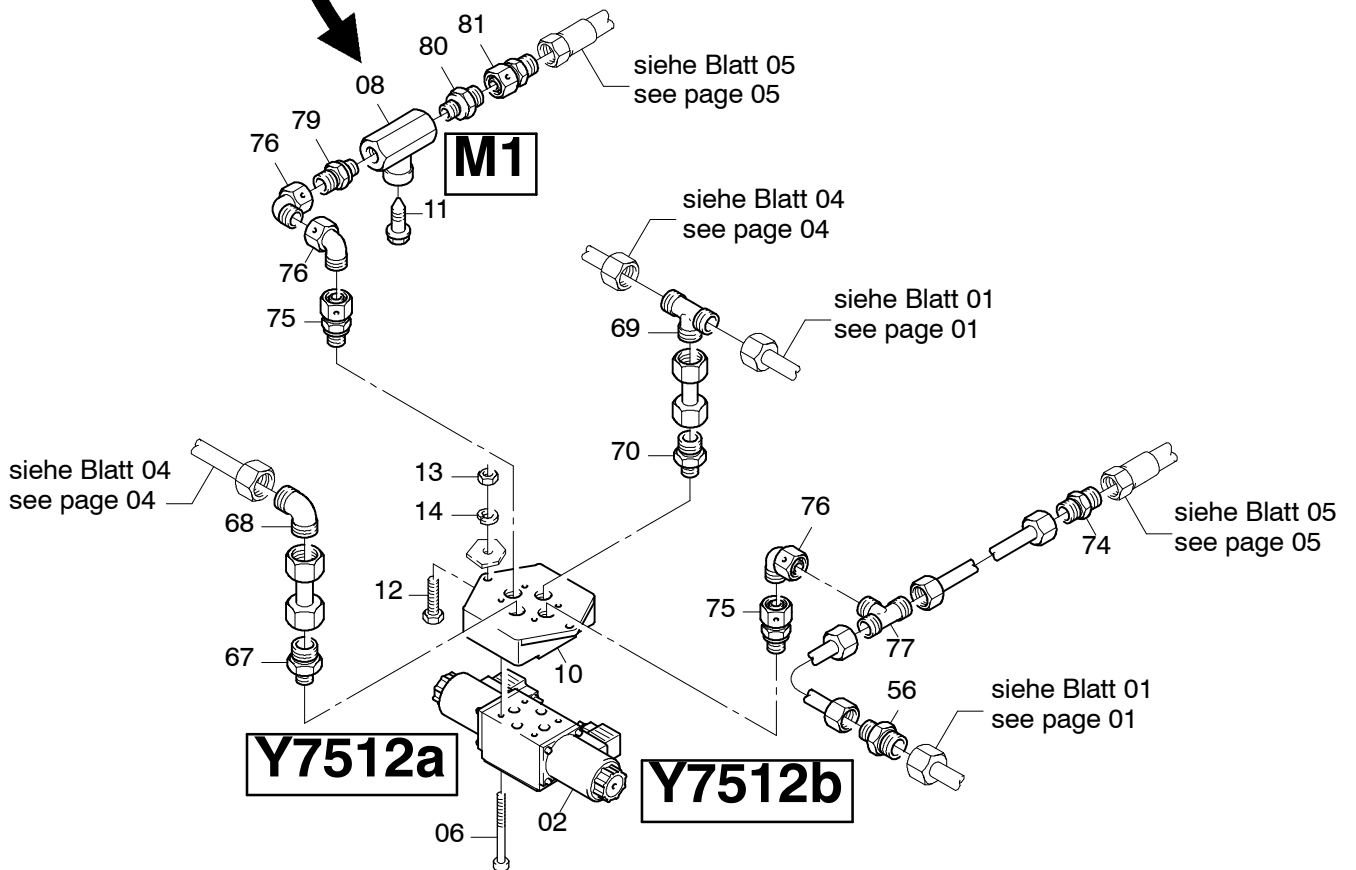 81
80
siehe Blatt 05
see page 05
08
79
M1
76
11
siehe Blatt 04
see page 04
76
siehe Blatt 01
see page 01
75
69
70
siehe Blatt 04
see page 04
13
14
76
68
siehe Blatt 05
see page 05
74
12
75
77
67
10
56
siehe Blatt 01
see page 01
Y7512a
Y7512b
06
02